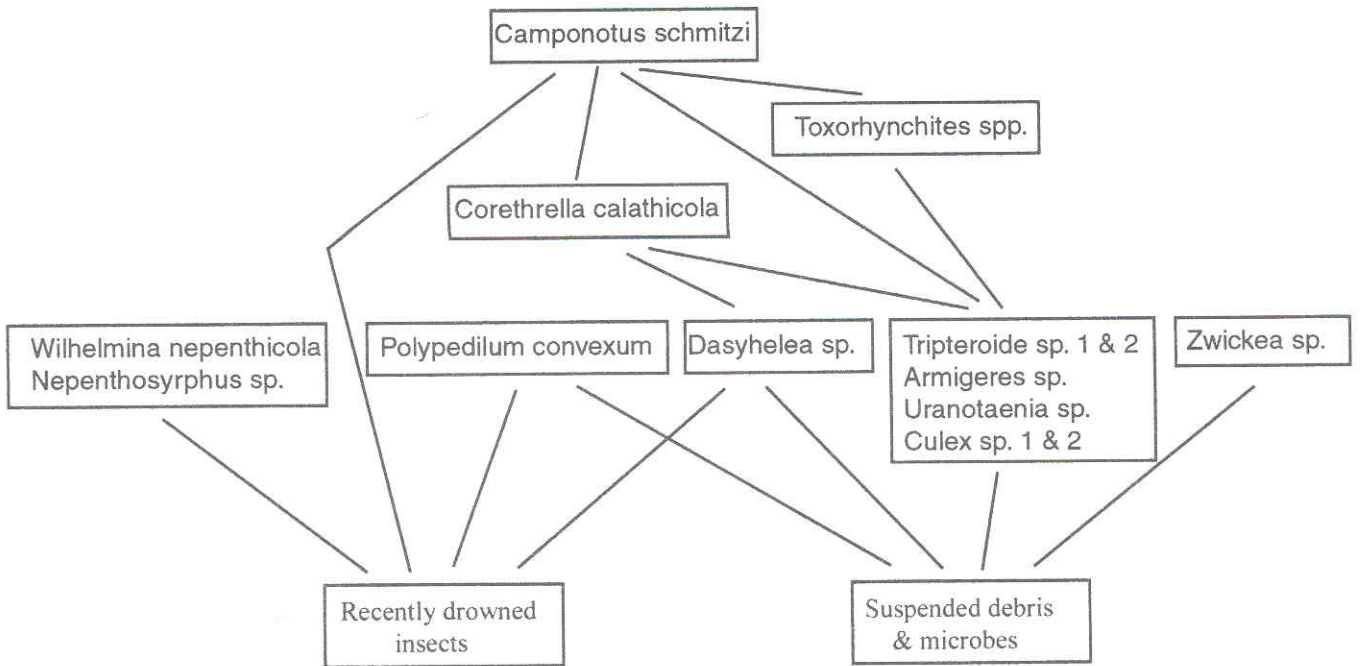 Camponotus schmitzi
Toxorhynchites spp.
Corethrella calathicola
Wilhelmina nepenthicola
Nepenthosyrphus sp.
Polypedilum convexum
Dasyhelea sp.
Tripteroide sp. 1 & 2
Armigeres sp.
Uranotaenia sp.
Culex sp. 1 & 2
Zwickea sp.
Recently drowned
insects
Suspended debris
& microbes